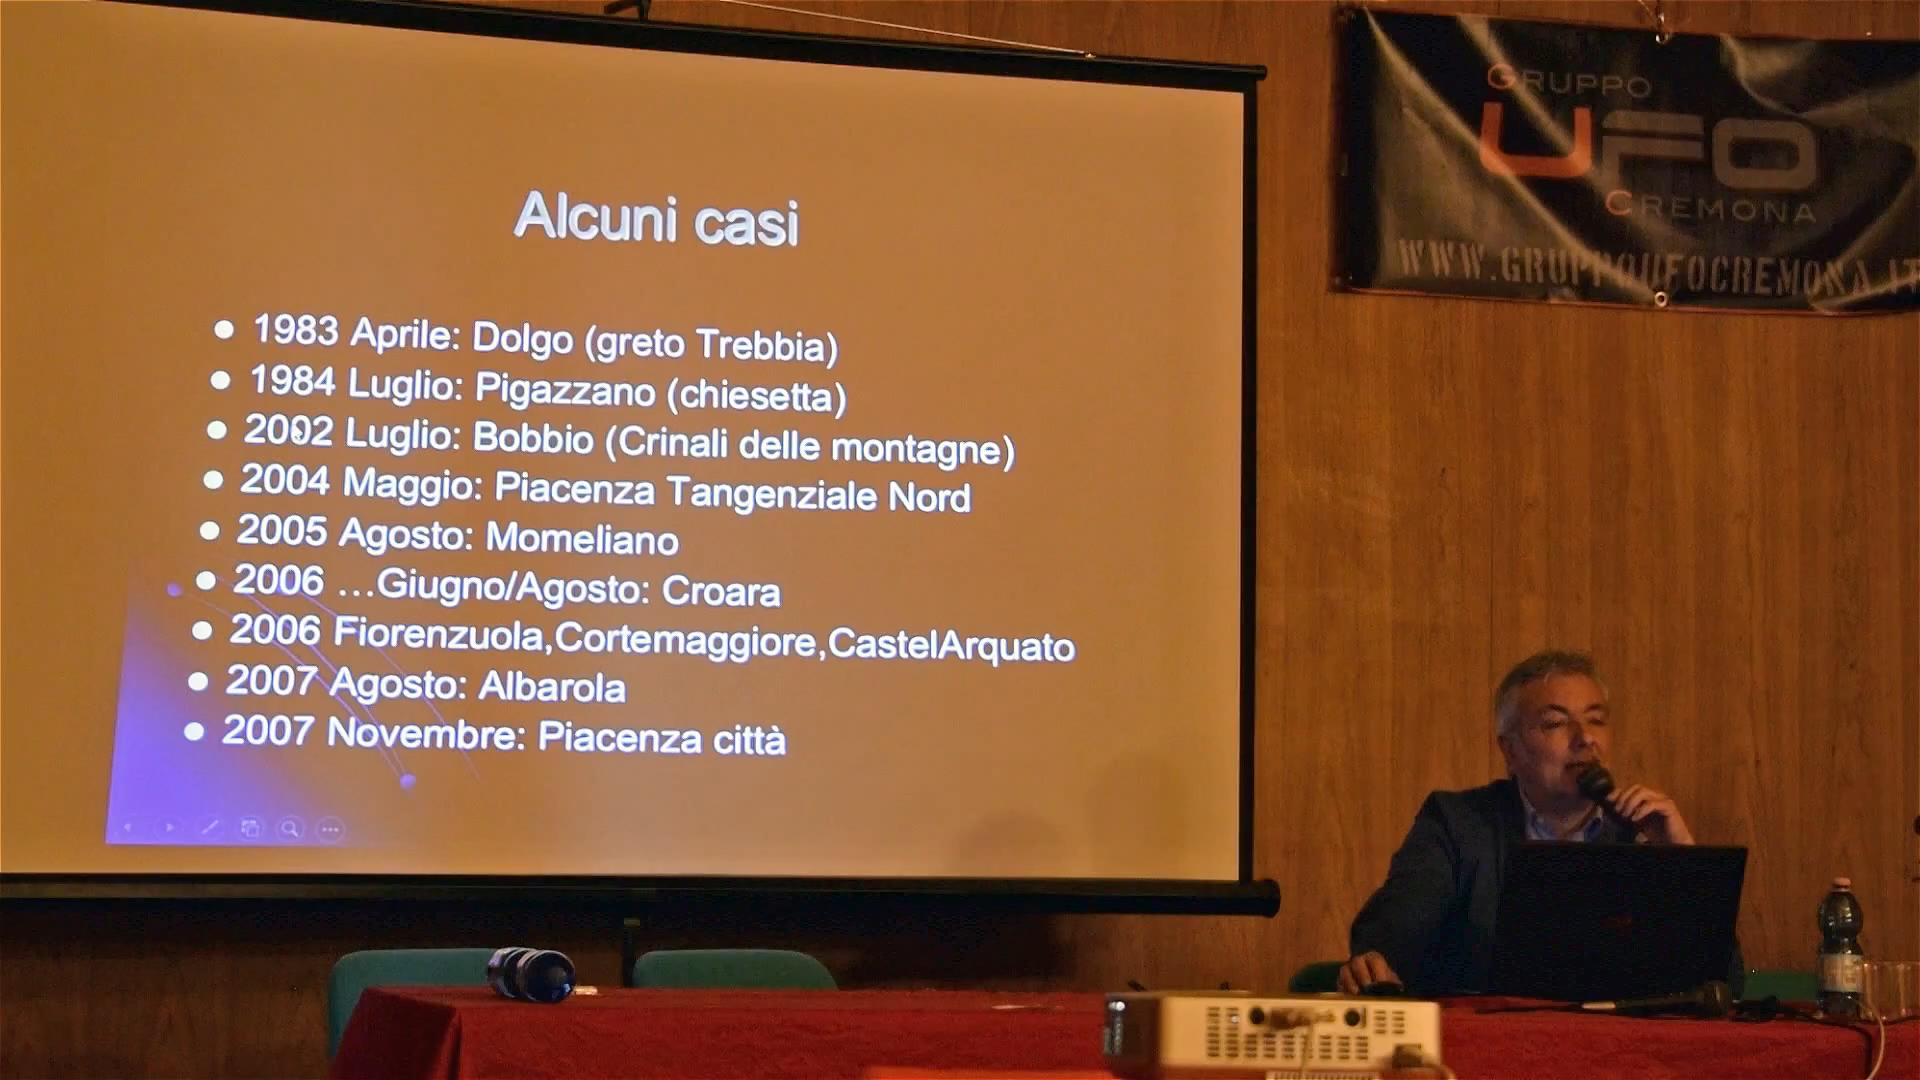 Alcuni casi
1983 Aprile: Dolgo (greto Trebbia)
1984 Luglio: Pigazzano (chiesetta)
2002 Luglio: Bobbio (Crinali delle montagne)
2004 Maggio: Piacenza Tangenziale Nord
2005 Agosto: Momeliano
2006 ...Giugno/Agosto: Croara
2006 Fiorenzuola,Cortemaggiore,CastelArquato
2007 Agosto: Albarola
2007 Novembre: Piacenza città
GRUPPO
UFO
CREMONA
WWW.GRUPPOUFOCREMONA.IT